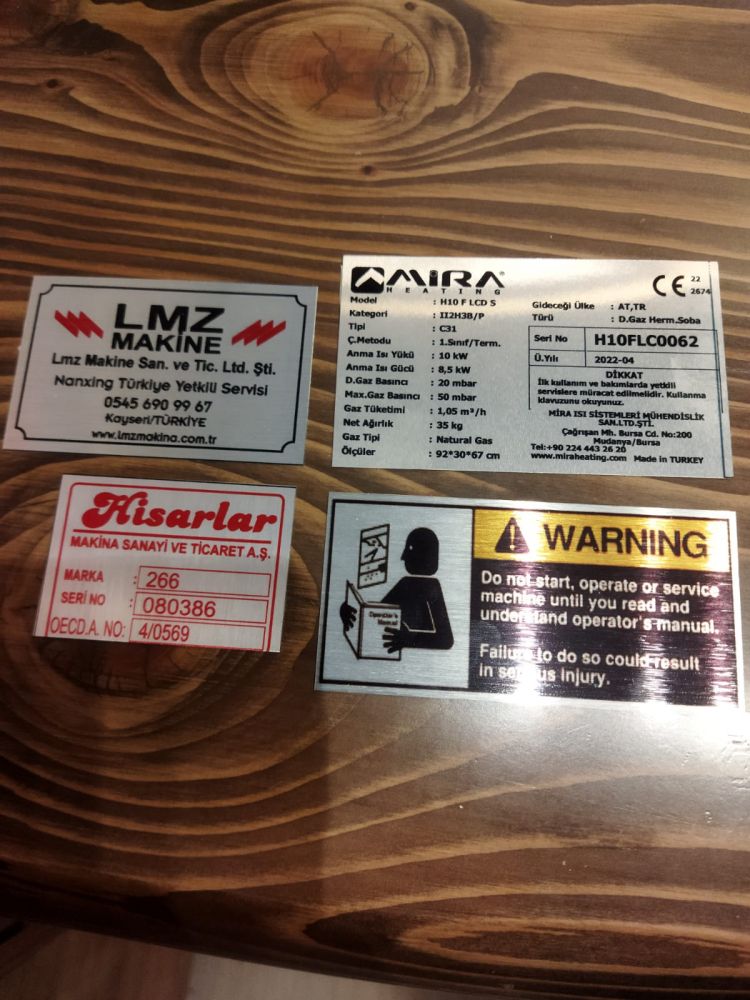 LMZ
MAKİNE
Lmz Makine San. ve Tic. Ltd. Şti.
Nanxing Türkiye Yetkili Servisi
0545 690 99 67
Kayseri/TÜRKİYE
www.lmzmakina.com.tr
MİRA
HEATING
CE 22
2674
Model : H10 F LCD S
Kategori : II2H3B/P
Tipi : C31
Ç.Metodu : 1.Sınıf/Term.
Anma Isı Yükü : 10 kW
Anma Isı Gücü : 8,5 kW
D.Gaz Basıncı : 20 mbar
Max.Gaz Basıncı : 50 mbar
Gaz Tüketimi : 1,05 m³/h
Net Ağırlık : 35 kg
Gaz Tipi : Natural Gas
Ölçüler : 92*30*67 cm
Gideceği Ülke : AT,TR
Türü : D.Gaz Herm.Soba
Seri No H10FLC0062
Ü.Yılı 2022-04
DİKKAT
İlk kullanım ve bakımlarda yetkili
servislere müracat edilmelidir. Kullanma
klavuzunu okuyunuz.
MİRA ISI SİSTEMLERİ MÜHENDİSLİK
SAN.LTD.ŞTİ.
Çağrışan Mh. Bursa Cd. No:200
Mudanya/Bursa
Tel:+90 224 443 26 20
www.miraheating.com Made in TURKEY
Hisarlar
MAKİNA SANAYİ VE TİCARET A.Ş.
MARKA : 266
SERİ NO : 080386
OECD.A. NO: 4/0569
Operator's
Manual
WARNING
Do not start, operate or service
machine until you read and
understand operator's manual.
Failure to do so could result
in serious injury.